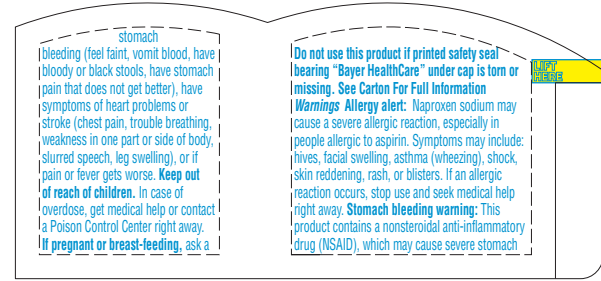 stomach
bleeding (feel faint, vomit blood, have
bloody or black stools, have stomach
pain that does not get better), have
symptoms of heart problems or
stroke (chest pain, trouble breathing,
weakness in one part or side of body,
slurred speech, leg swelling), or if
pain or fever gets worse. Keep out
of reach of children. In case of
overdose, get medical help or contact
a Poison Control Center right away.
If pregnant or breast-feeding, ask a
Do not use this product if printed safety seal
bearing “Bayer HealthCare” under cap is torn or
missing. See Carton For Full Information
Warnings Allergy alert: Naproxen sodium may
cause a severe allergic reaction, especially in
people allergic to aspirin. Symptoms may include:
hives, facial swelling, asthma (wheezing), shock,
skin reddening, rash, or blisters. If an allergic
reaction occurs, stop use and seek medical help
right away. Stomach bleeding warning: This
product contains a nonsteroidal anti-inflammatory
drug (NSAID), which may cause severe stomach
LIFT
HERE